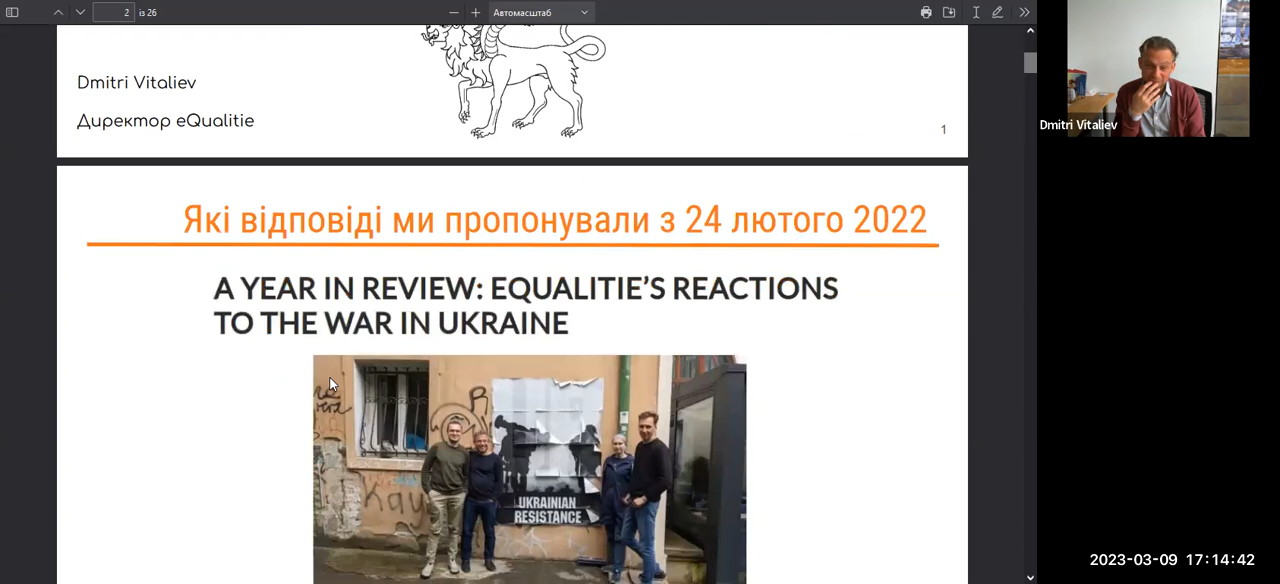 2 із 26
Автомасштаб
Dmitri Vitaliev
Директор eQualitie
1
Які відповіді ми пропонували з 24 лютого 2022
A YEAR IN REVIEW: EQUALITIE’S REACTIONS
TO THE WAR IN UKRAINE
UKRAINIAN
RESISTANCE
Dmitri Vitaliev
2023-03-09 17:14:42